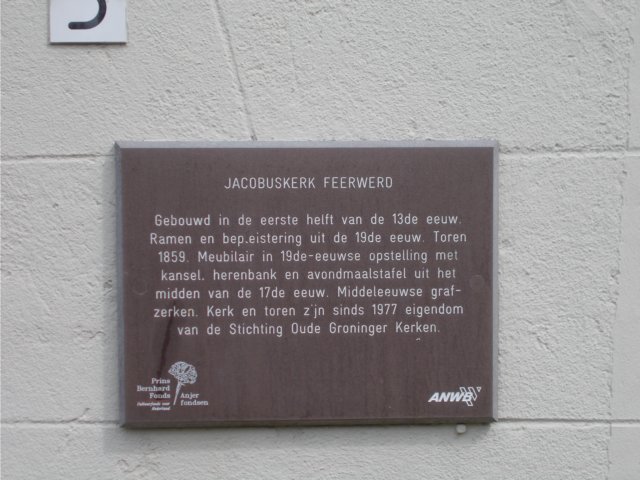 JACOBUSKERK FEERWERD
Gebouwd in de eerste helft van de 13de eeuw.
Ramen en bep.eistering uit de 19de eeuw. Toren
1859. Meubilair in 19de-eeuwse opstelling met
kansel. herenbank en avondmaalstafel uit het
midden van de 17de eeuw. Middeleeuwse graf-
zerken. Kerk en toren z'jn sinds 1977 eigendom
van de Stichting Oude Groninger Kerken.
Prins
Bernhard
Fonds
Cultuurfonds voor
Nederland
Anjer
fondsen
ANWB